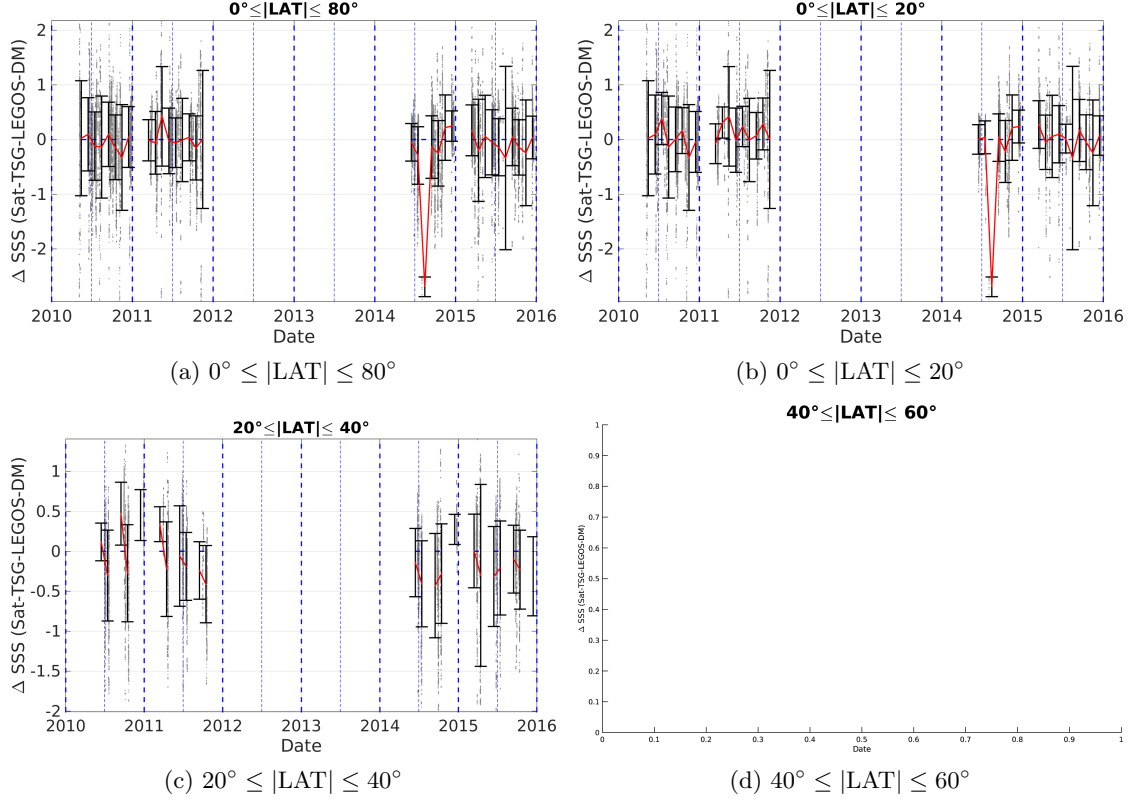 0°≤|LAT|≤ 80°
Δ SSS (Sat-TSG-LEGOS-DM)
2
1
0
-1
-2
2010 2011 2012 2013 2014 2015 2016
Date
(a) 0° ≤ |LAT| ≤ 80°
0°≤|LAT|≤ 20°
Δ SSS (Sat-TSG-LEGOS-DM)
2
1
0
-1
-2
2010 2011 2012 2013 2014 2015 2016
Date
(b) 0° ≤ |LAT| ≤ 20°
20°≤|LAT|≤ 40°
Δ SSS (Sat-TSG-LEGOS-DM)
1
0.5
0
-0.5
-1
-1.5
-2
2010 2011 2012 2013 2014 2015 2016
Date
(c) 20° ≤ |LAT| ≤ 40°
40°≤|LAT|≤ 60°
Δ SSS (Sat-TSG-LEGOS-DM)
1
0.9
0.8
0.7
0.6
0.5
0.4
0.3
0.2
0.1
0
0 0.1 0.2 0.3 0.4 0.5 0.6 0.7 0.8 0.9 1
Date
(d) 40° ≤ |LAT| ≤ 60°